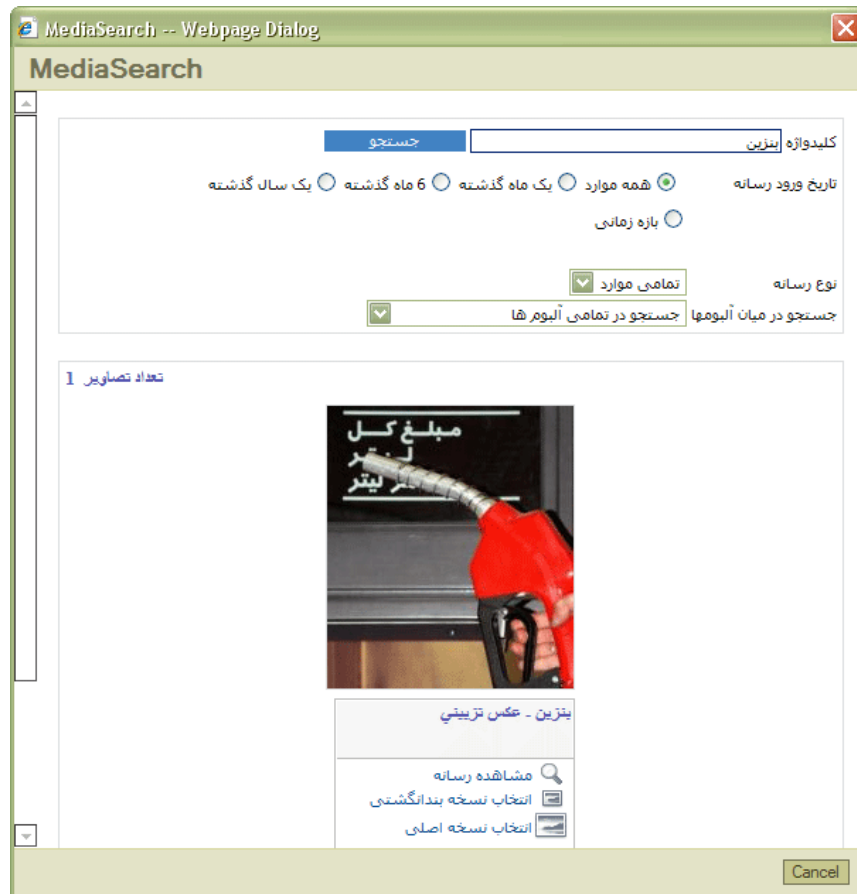 MediaSearch -- Webpage Dialog
MediaSearch
کلیدواژه بنزین جستجو
تاریخ ورود رسانه همه موارد یک ماه گذشته 6 ماه گذشته یک سال گذشته
بازه زمانی
نوع رسانه تمامی موارد
جستجو در میان آلبومها جستجو در تمامی آلبوم ها
تعداد تصاویر 1
مبلغ کل
لیتر
بنزين - عکس تزييني
مشاهده رسانه
انتخاب نسخه بندانگشتی
انتخاب نسخه اصلی
Cancel